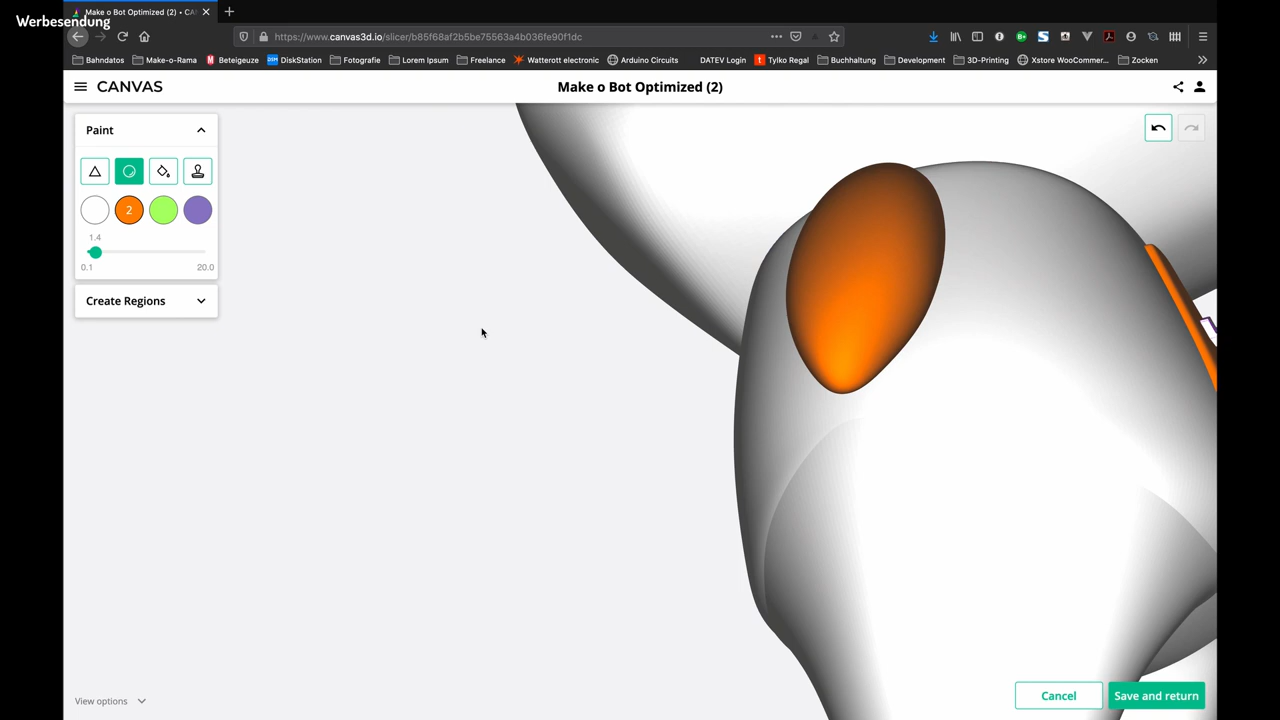 Make o Bot Optimized (2) • CA
Werbesendung
https://www.canvas3d.io/slicer/b85f68af2b5be75563a4b036fe90f1dc
Bahndatos Make-o-Rama Beteigeuze DiskStation Fotografie Lorem Ipsum Freelance Watterott electronic Arduino Circuits DATEV Login Tylko Regal Buchhaltung Development 3D-Printing Xstore WooCommer... Zocken
CANVAS
Make o Bot Optimized (2)
Paint
2
1.4
0.1 20.0
Create Regions
View options
Cancel
Save and return